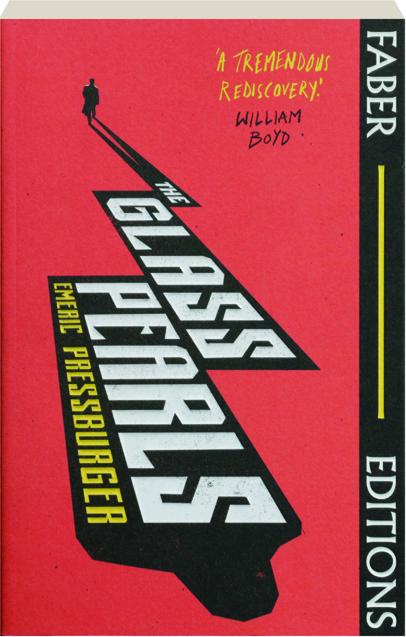 'A TREMENDOUS
REDISCOVERY.'
WILLIAM
BOYD
THE
GLASS
PEARLS
EMERIC PRESSBURGER
FABER
EDITIONS